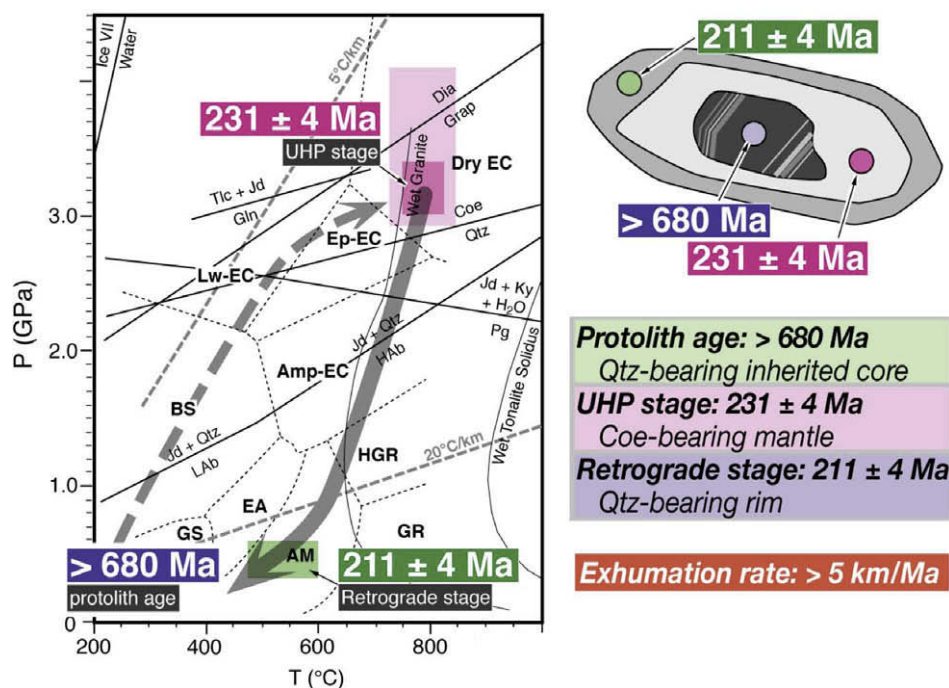 Ice VII
Water
5°C/km
231 ± 4 Ma
UHP stage
Dia
Grap
Wet Granite
Dry EC
Tlc + Jd
Gln
3.0
Coe
Qtz
Ep-EC
Lw-EC
Jd + Ky
+ H2O
Pg
P (GPa)
2.0
Jd + Qtz
HAb
Amp-EC
BS
Wet Tonalite Solidus
Jd + Qtz
LAb
HGR
20°C/km
1.0
EA
GS
GR
AM
> 680 Ma
protolith age
211 ± 4 Ma
Retrograde stage
0
200
400
600
800
T (°C)
211 ± 4 Ma
> 680 Ma
231 ± 4 Ma
Protolith age: > 680 Ma
Qtz-bearing inherited core
UHP stage: 231 ± 4 Ma
Coe-bearing mantle
Retrograde stage: 211 ± 4 Ma
Qtz-bearing rim
Exhumation rate: > 5 km/Ma